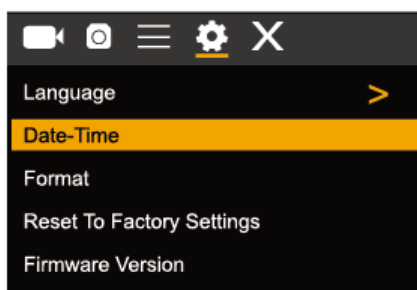 Language
Date-Time
Format
Reset To Factory Settings
Firmware Version